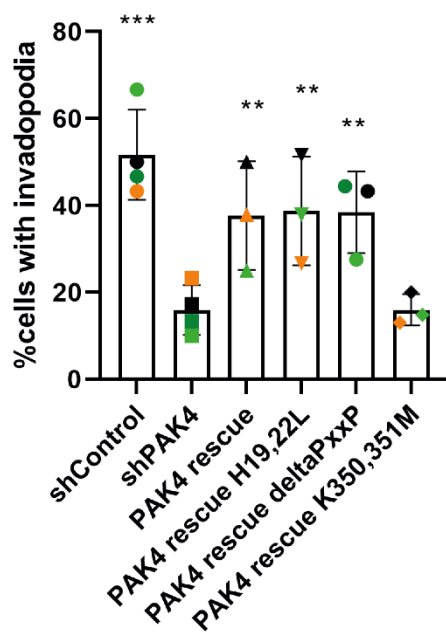 ***
80
**
**
**
60
40
20
0
%cells with invadopodia
shControl
shPAK4
PAK4 rescue
PAK4 rescue H19,22L
PAK4 rescue deltaPxxP
PAK4 rescue K350,351M